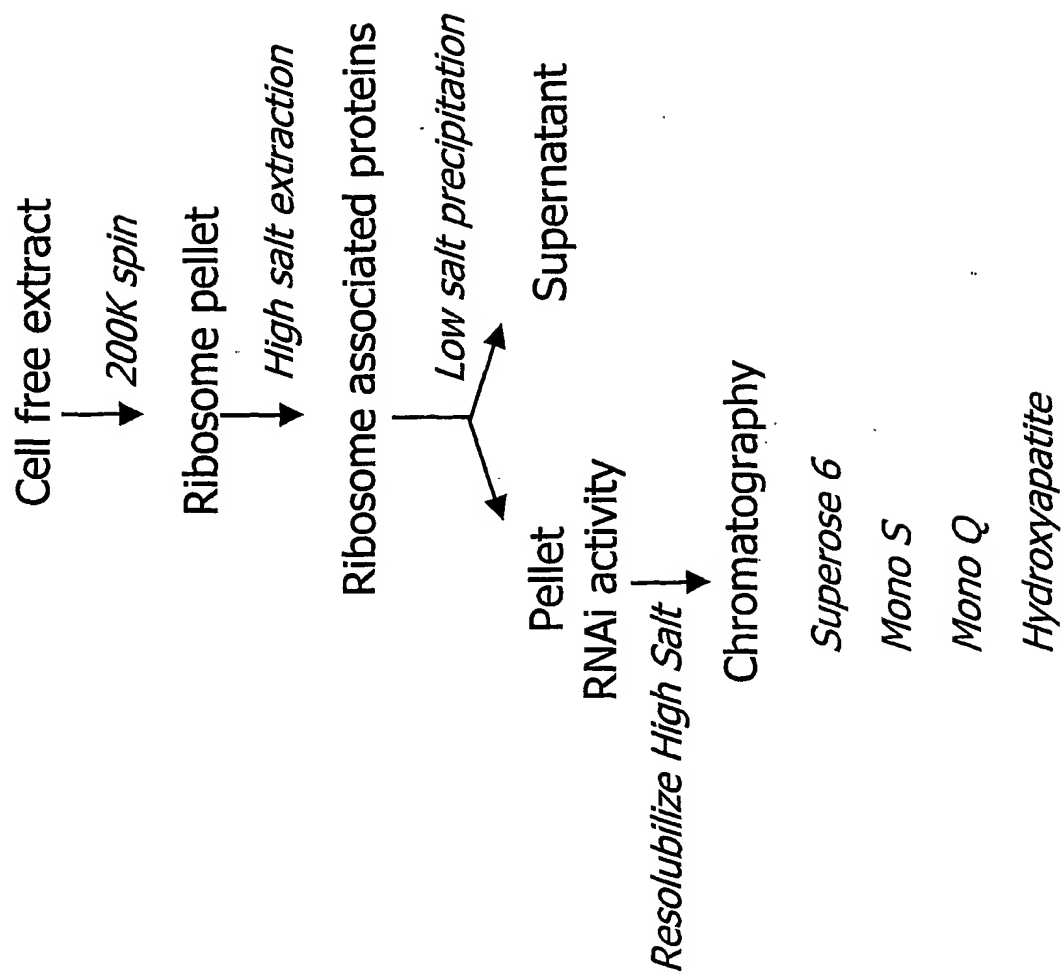 Cell free extract
200K spin
Ribosome pellet
High salt extraction
Ribosome associated proteins
Low salt precipitation
Pellet
RNAi activity
Supernatant
Resolubilize High Salt
Chromatography
Superose 6
Mono S
Mono Q
Hydroxyapatite